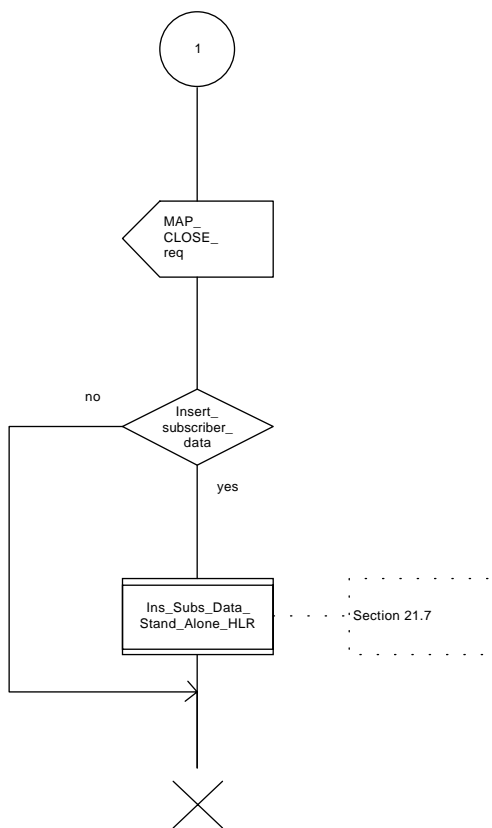 1
MAP_
CLOSE_
req
no
Insert_
subscriber_
data
yes
Ins_Subs_Data_
Stand_Alone_HLR
Section 21.7